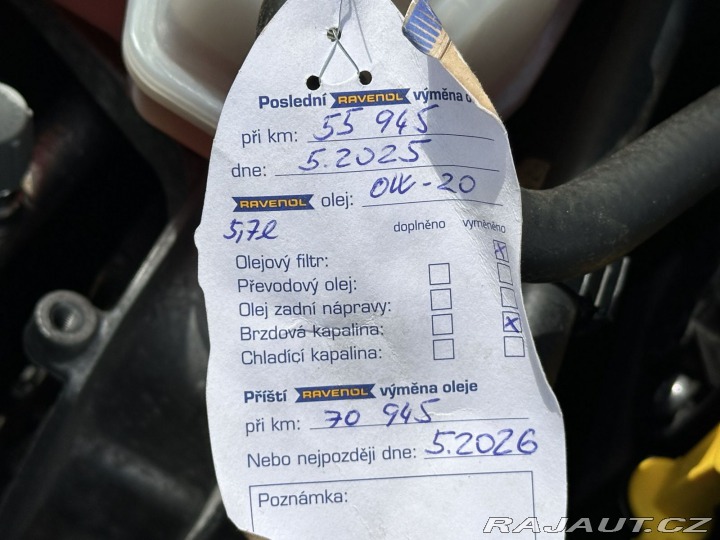 Poslední RAVENOL výměna o
při km: 55 945
dne: 5.2025
RAVENOL olej: 0W-20
5,7l
doplněno vyměněno
Olejový filtr: x
Převodový olej:
Olej zadní nápravy:
Brzdová kapalina: x
Chladící kapalina:
Příští RAVENOL výměna oleje
při km: 70 945
Nebo nejpozději dne: 5.2026
Poznámka:
RAJAUT.CZ